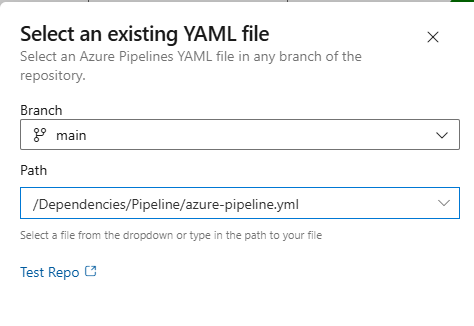 Select an existing YAML file
Select an Azure Pipelines YAML file in any branch of the
repository.
Branch
main
Path
/Dependencies/Pipeline/azure-pipeline.yml
Select a file from the dropdown or type in the path to your file
Test Repo